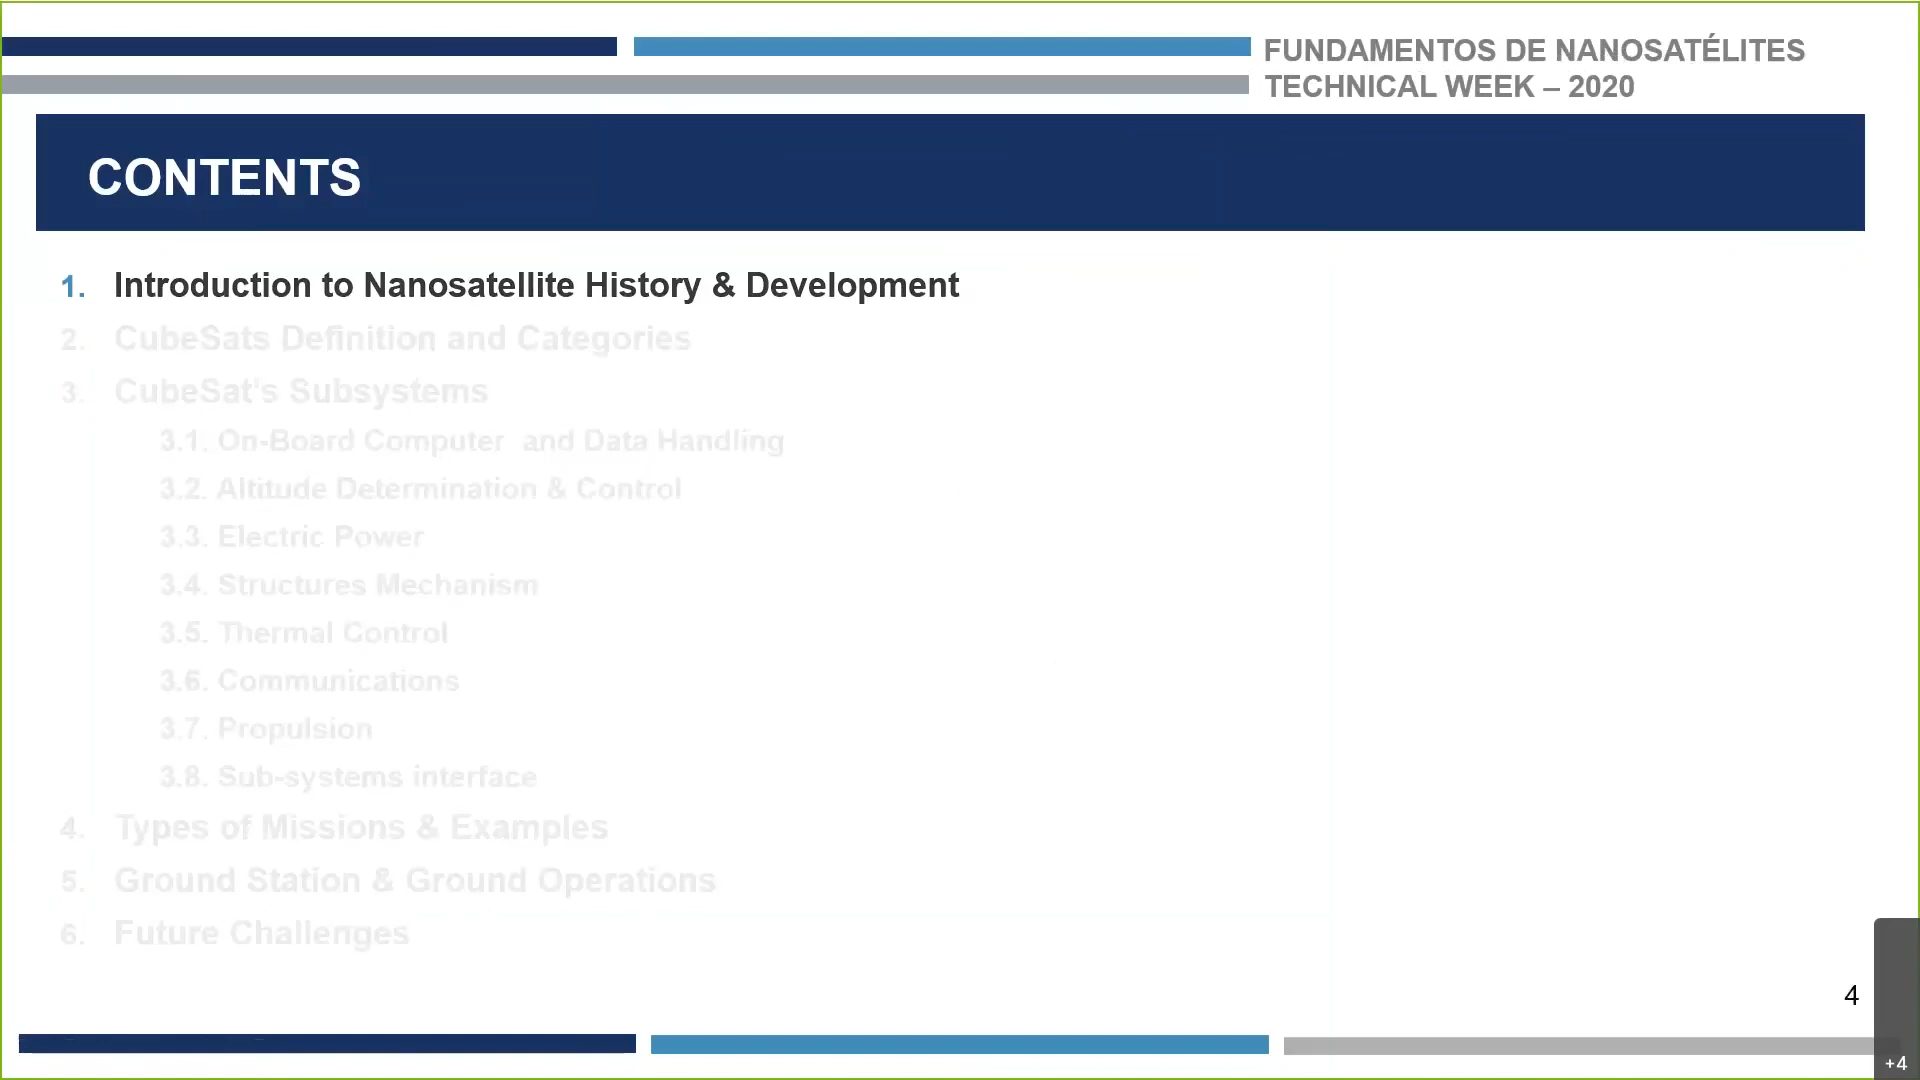 FUNDAMENTOS DE NANOSATÉLITES
TECHNICAL WEEK – 2020
CONTENTS
1. Introduction to Nanosatellite History & Development
2. CubeSats Definition and Categories
3. CubeSat's Subsystems
3.1. On-Board Computer and Data Handling
3.2. Altitude Determination & Control
3.3. Electric Power
3.4. Structures Mechanism
3.5. Thermal Control
3.6. Communications
3.7. Propulsion
3.8. Sub-systems interface
4. Types of Missions & Examples
5. Ground Station & Ground Operations
6. Future Challenges
4
+4